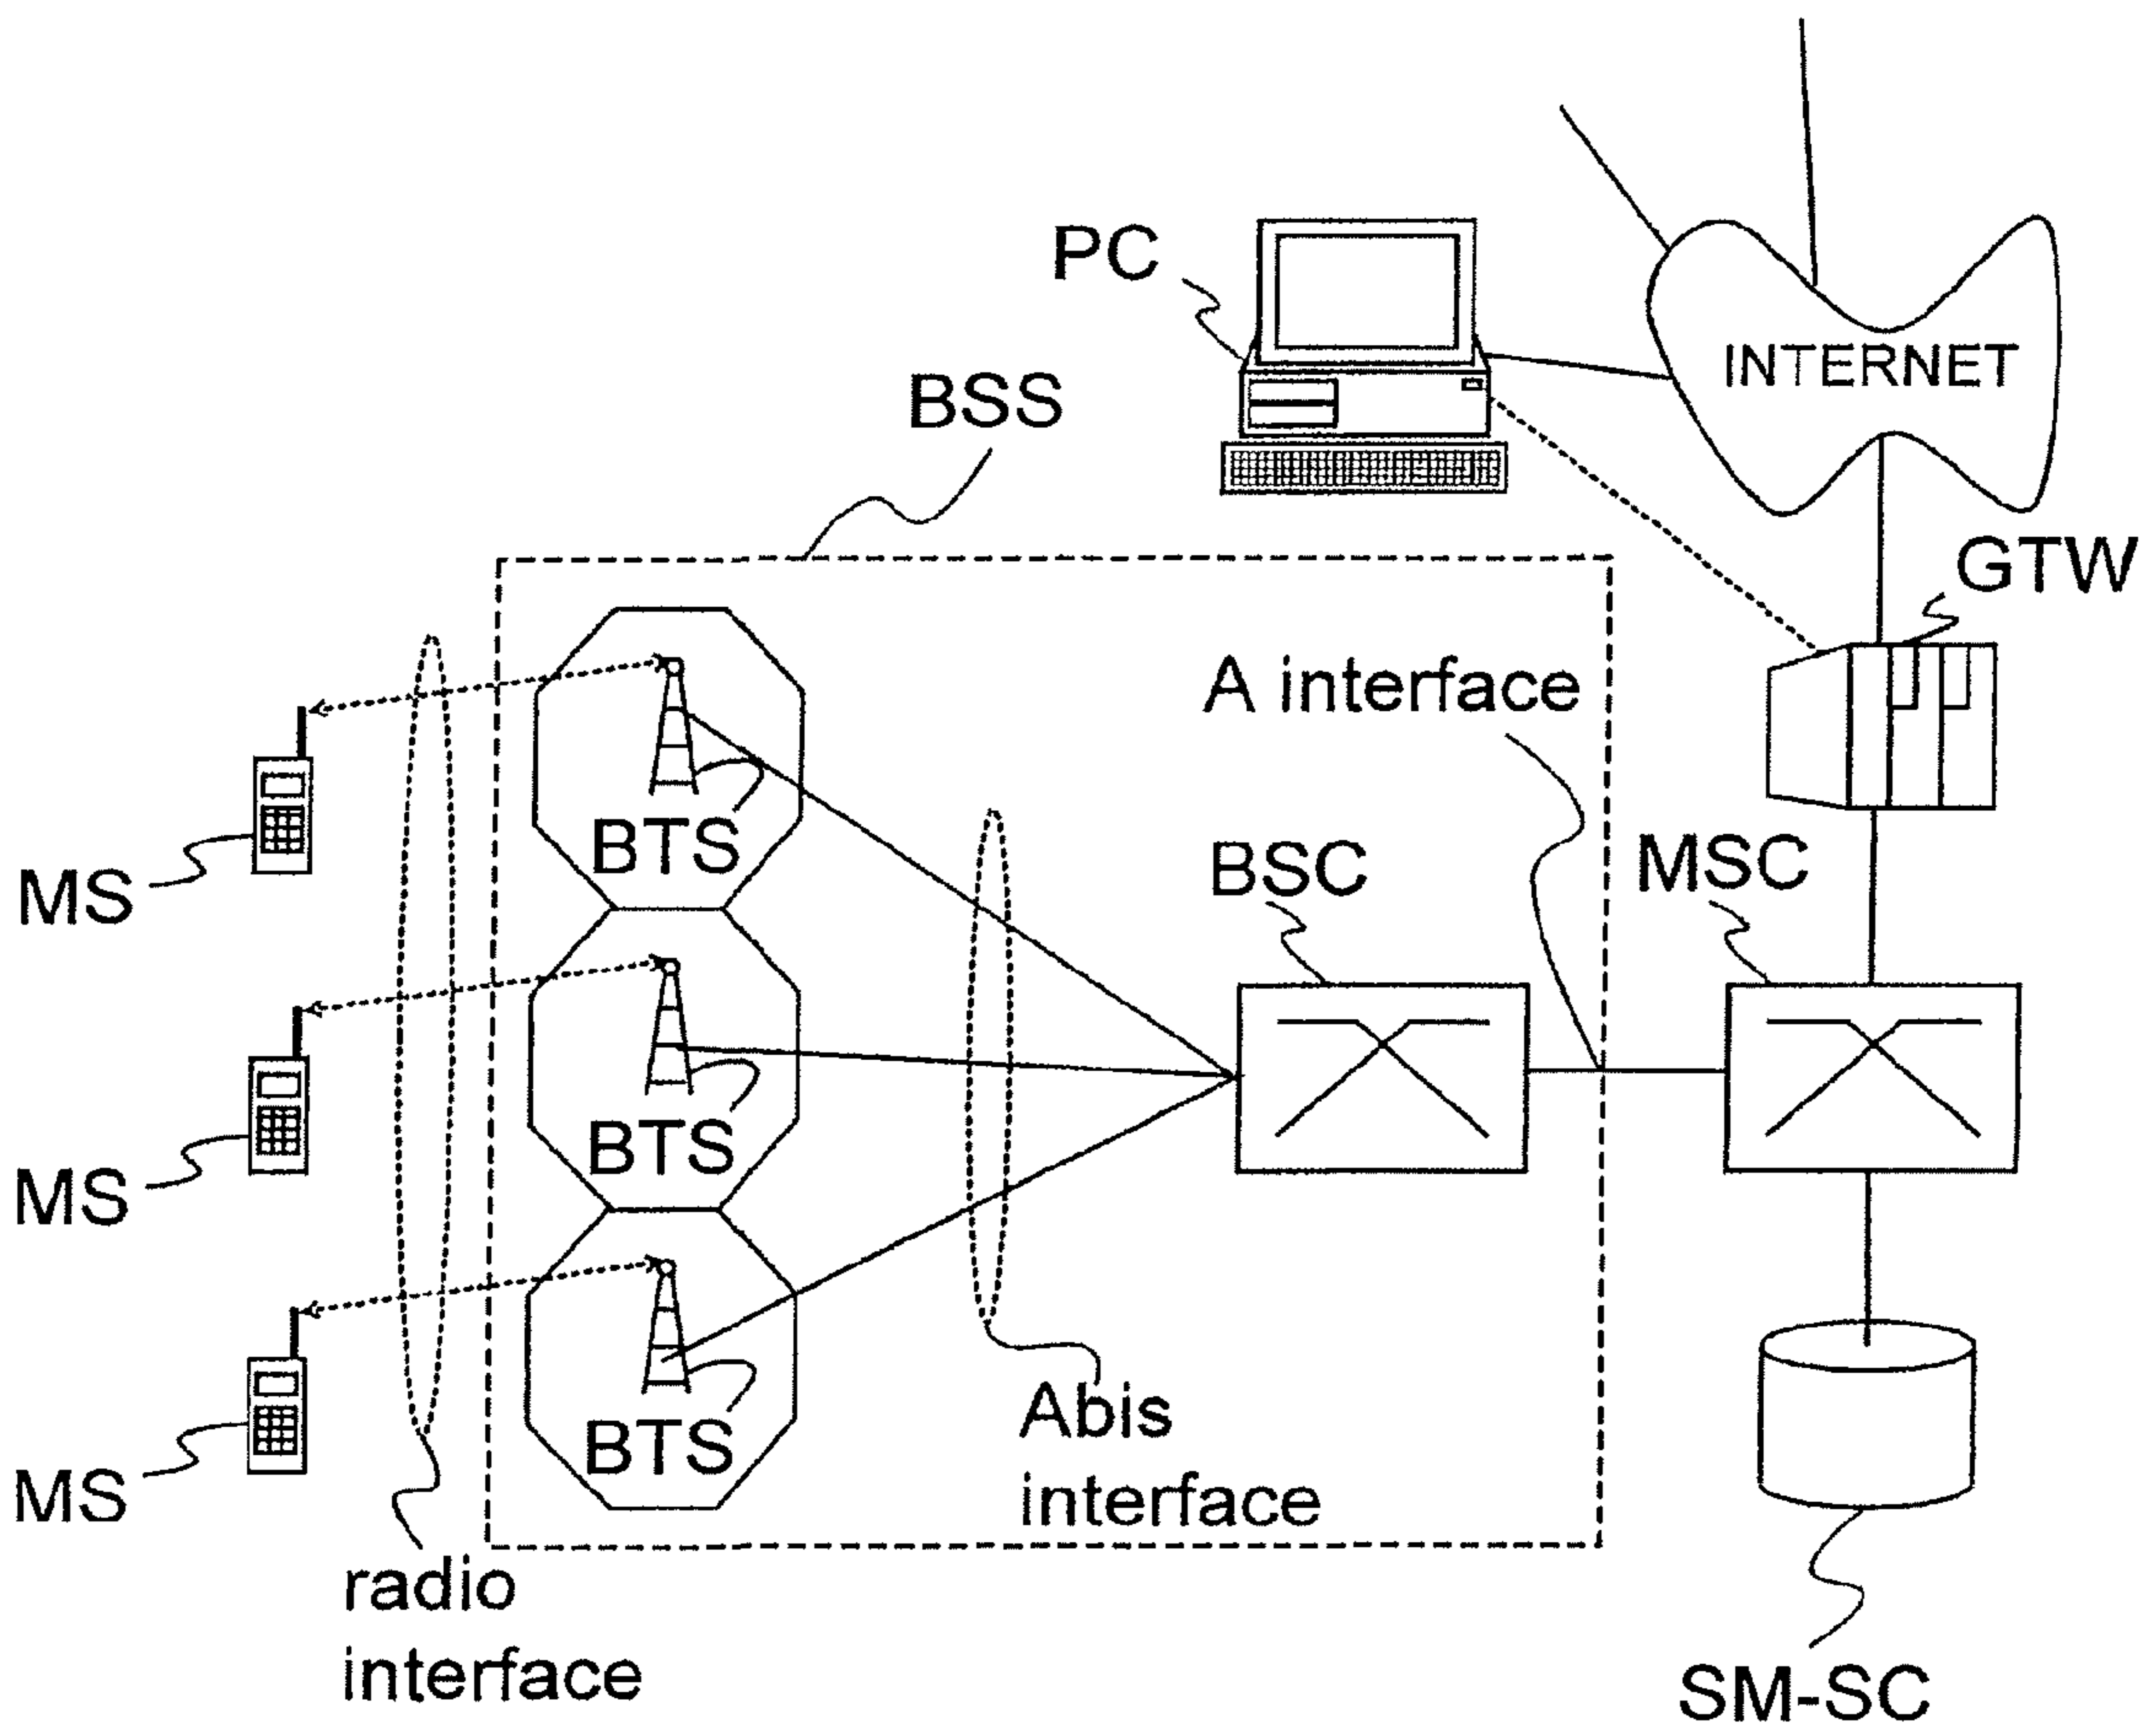 PC
INTERNET
BSS
GTW
A interface
BTS
MS
BSC
MSC
BTS
MS
BTS
MS
Abis
interface
radio
interface
SM-SC